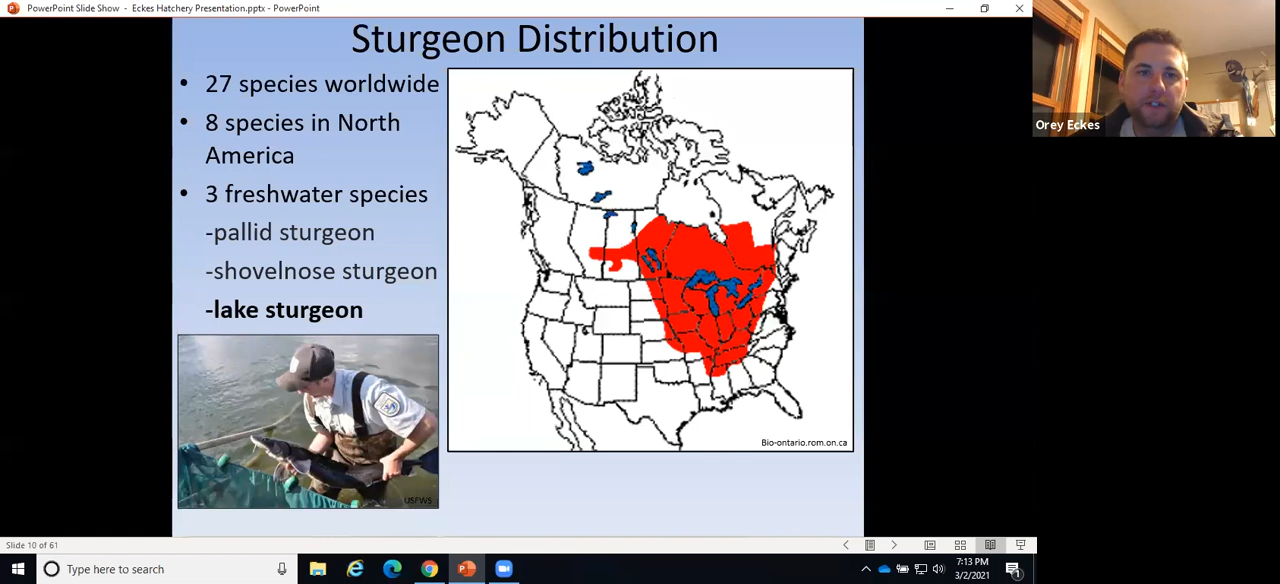 PowerPoint Slide Show - Eckes Hatchery Presentation.pptx - PowerPoint
Sturgeon Distribution
• 27 species worldwide
• 8 species in North
America
• 3 freshwater species
-pallid sturgeon
-shovelnose sturgeon
-lake sturgeon
USFWS
Bio-ontario.rom.on.ca
Orey Eckes
Slide 10 of 61
Type here to search
7:13 PM
3/2/2021
1